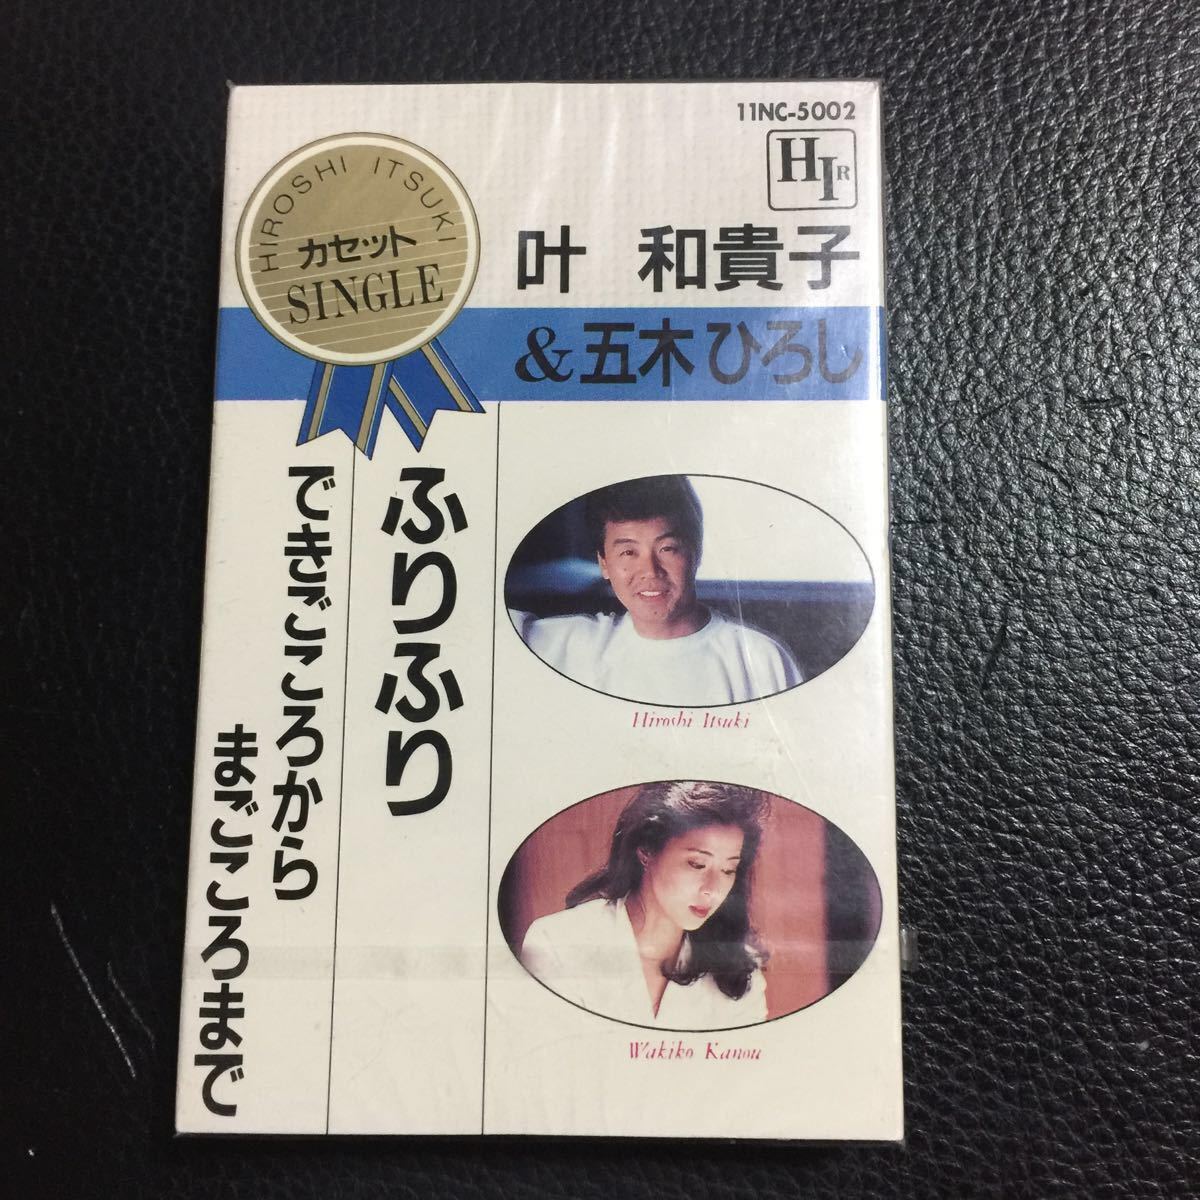 11NC-5002
HIR
HIROSHI ITSUKI
カセット
SINGLE
叶 和貴子
&五木ひろし
ふりふり
できごころから
まごころまで
Hiroshi Itsuki
Wakiko Kanou